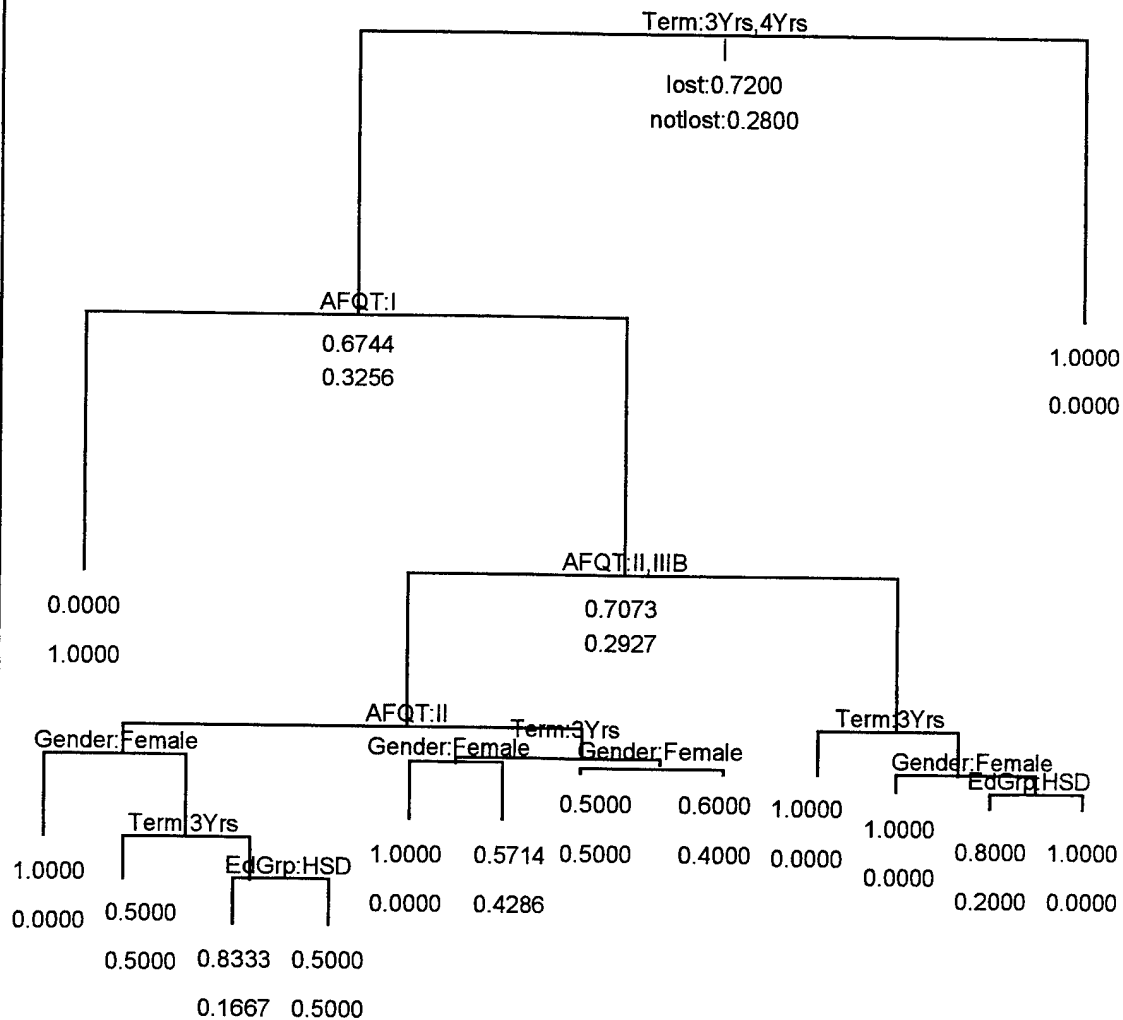 Term:3Yrs,4Yrs
lost:0.7200
notlost:0.2800
AFQT:I
0.6744
0.3256
1.0000
0.0000
AFQT:II,IIIB
0.7073
0.2927
0.0000
1.0000
AFQT:II
Term:3Yrs
Term:3Yrs
Gender:Female
Gender:Female
Gender:Female
Gender:Female
EdGrp:HSD
Term:3Yrs
EdGrp:HSD
1.0000
0.0000
0.5000
0.5000
0.8333
0.1667
0.5000
0.5000
1.0000
0.0000
0.5714
0.4286
0.5000
0.5000
0.6000
0.4000
1.0000
0.0000
1.0000
0.0000
0.8000
0.2000
1.0000
0.0000